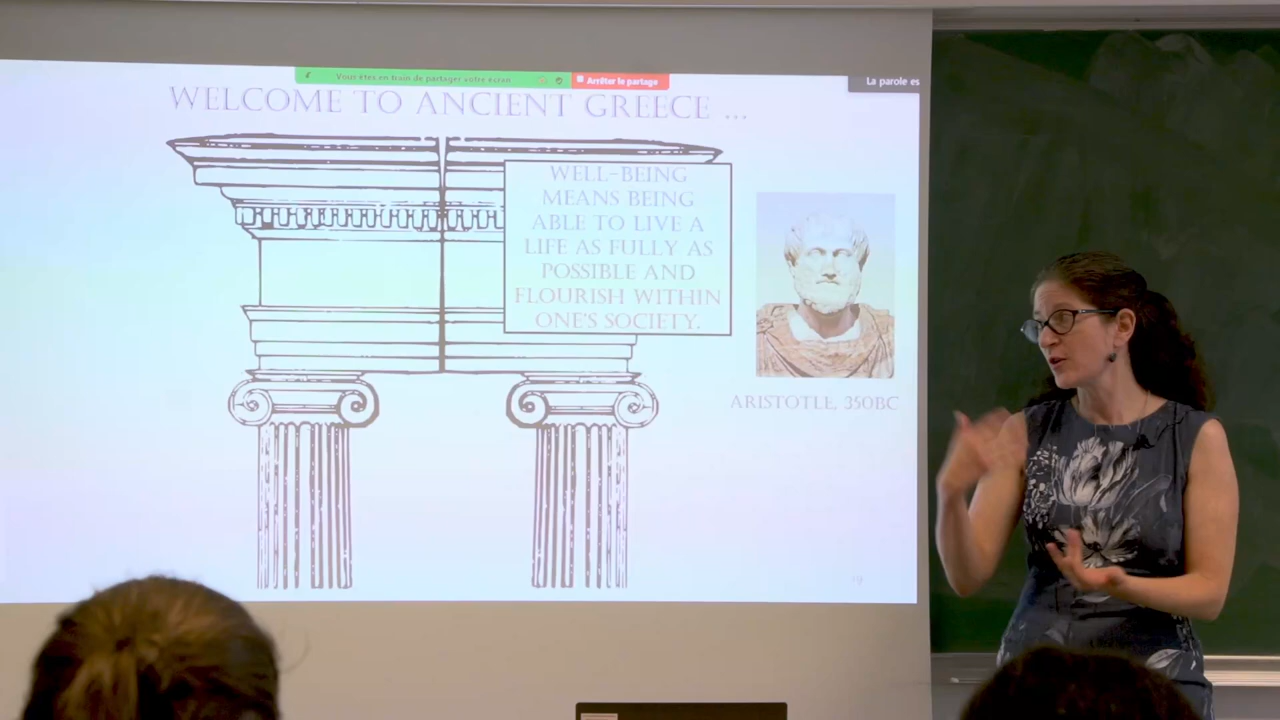 Vous êtes en train de partager votre écran
Arrêter le partage
La parole es
WELCOME TO ANCIENT GREECE ...
WELL-BEING
MEANS BEING
ABLE TO LIVE A
LIFE AS FULLY AS
POSSIBLE AND
FLOURISH WITHIN
ONE'S SOCIETY.
ARISTOTLE, 350BC